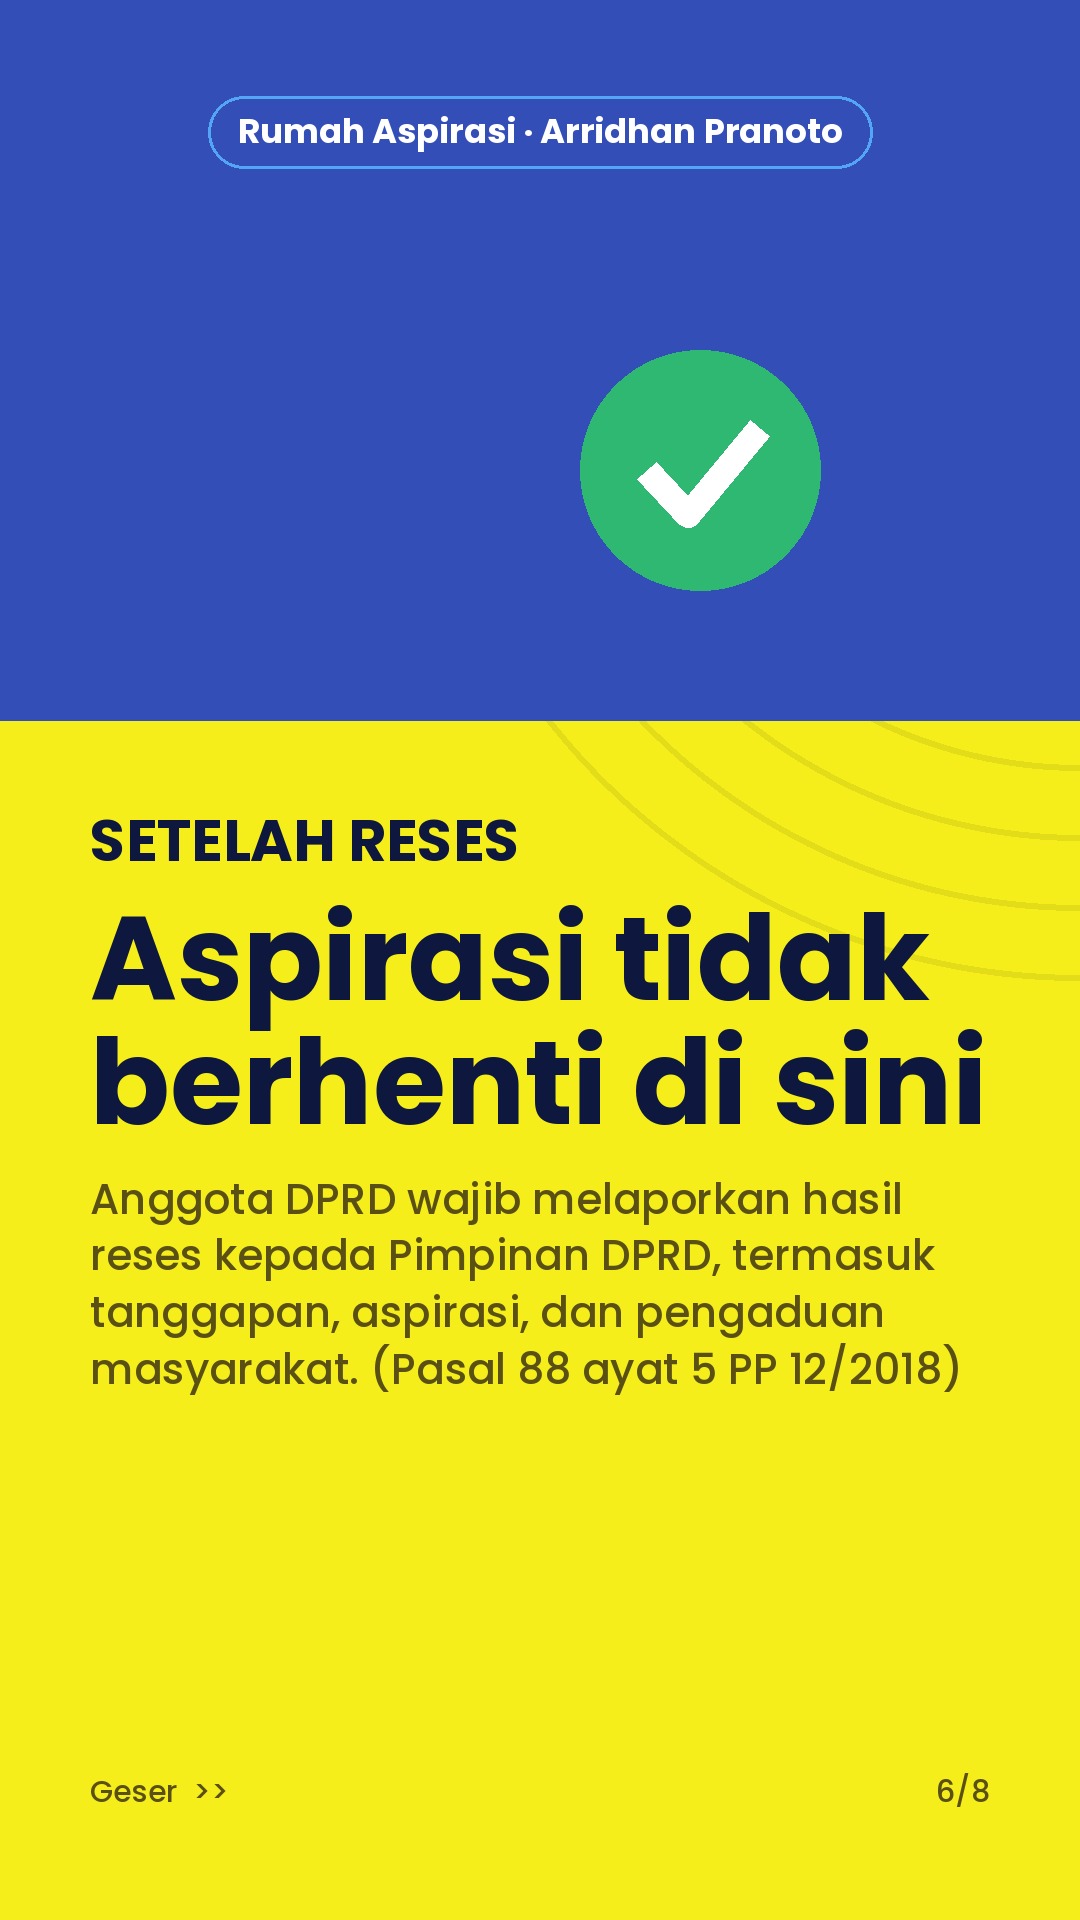 Rumah Aspirasi · Arridhan Pranoto
SETELAH RESES
Aspirasi tidak
berhenti di sini
Anggota DPRD wajib melaporkan hasil
reses kepada Pimpinan DPRD, termasuk
tanggapan, aspirasi, dan pengaduan
masyarakat. (Pasal 88 ayat 5 PP 12/2018)
Geser >>
6/8